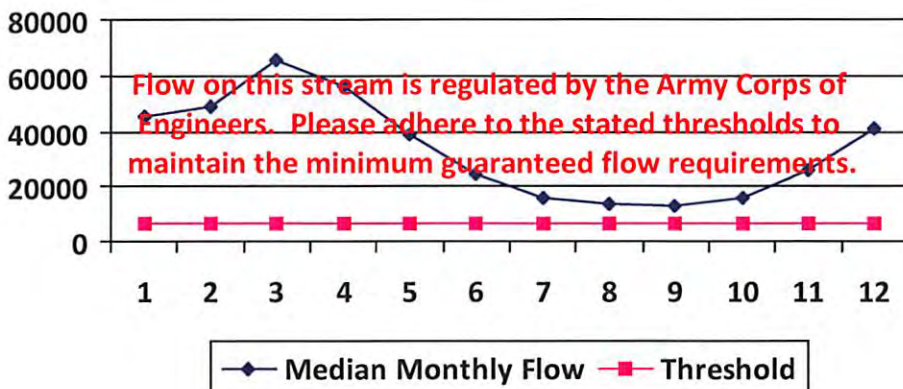 80000
60000
40000
20000
0
Flow on this stream is regulated by the Army Corps of
Engineers. Please adhere to the stated thresholds to
maintain the minimum guaranteed flow requirements.
1 2 3 4 5 6 7 8 9 10 11 12
Median Monthly Flow Threshold